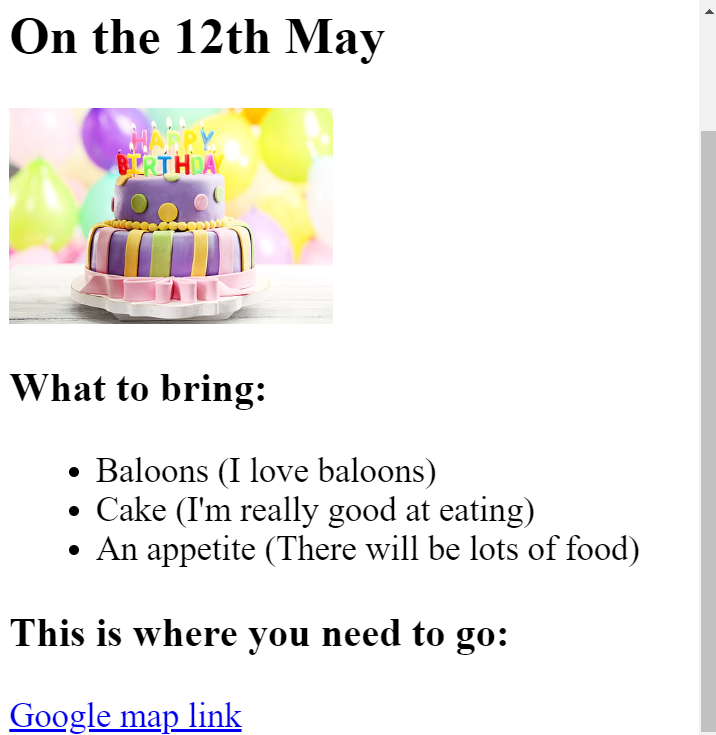 On the 12th May
HAPPY
BIRTHDAY
What to bring:
Baloons (I love baloons)
Cake (I'm really good at eating)
An appetite (There will be lots of food)
This is where you need to go:
Google map link